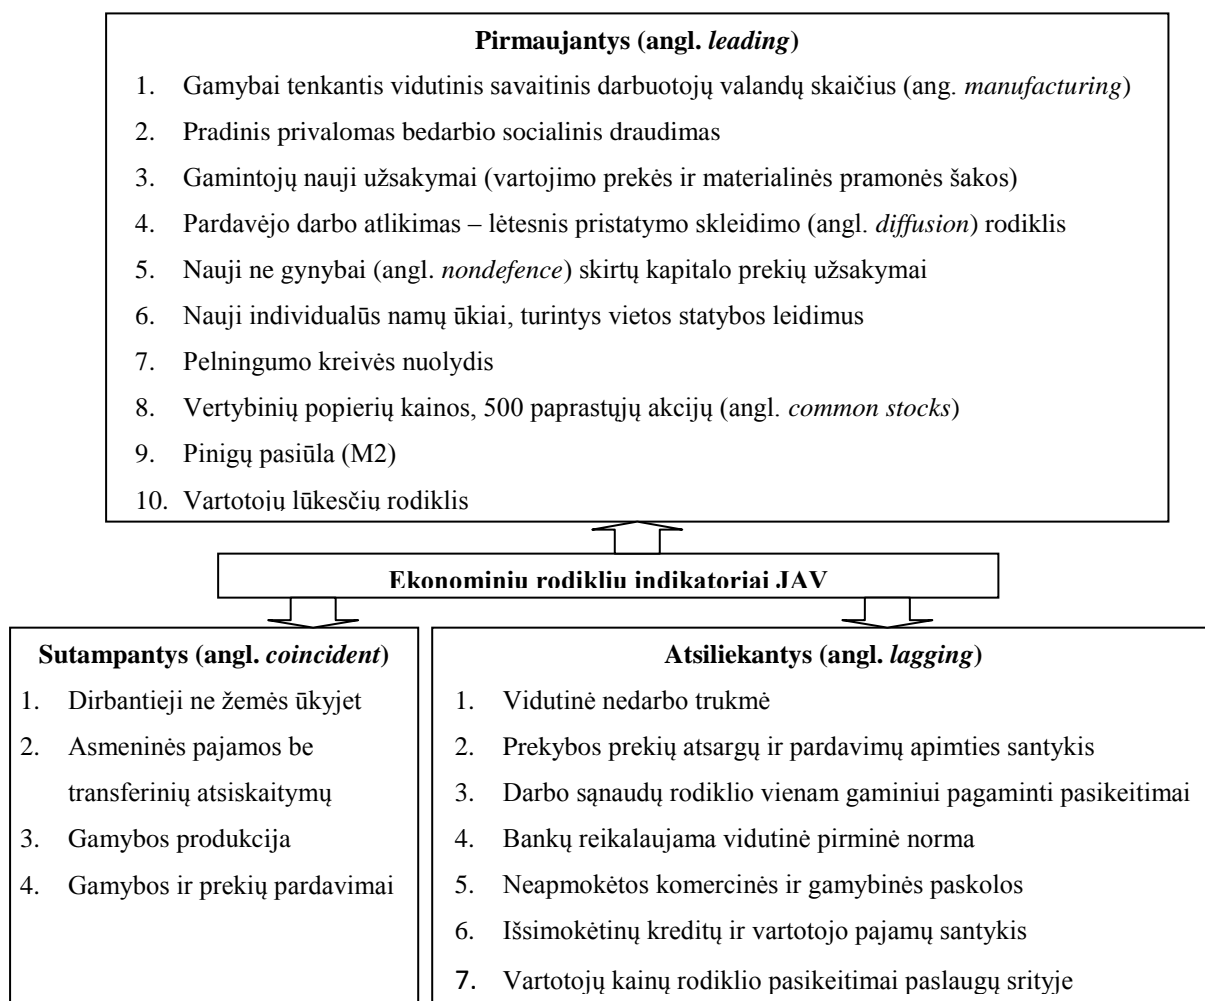 Pirmaujantys (angl. leading)
1. Gamybai tenkantis vidutinis savaitinis darbuotojų valandų skaičius (ang. manufacturing)
2. Pradinis privalomas bedarbio socialinis draudimas
3. Gamintojų nauji užsakymai (vartojimo prekės ir materialinės pramonės šakos)
4. Pardavėjo darbo atlikimas – lėtesnis pristatymo skleidimo (angl. diffusion) rodiklis
5. Nauji ne gynybai (angl. nondefence) skirtų kapitalo prekių užsakymai
6. Nauji individualūs namų ūkiai, turintys vietos statybos leidimus
7. Pelningumo kreivės nuolydis
8. Vertybinių popierių kainos, 500 paprastųjų akcijų (angl. common stocks)
9. Pinigų pasiūla (M2)
10. Vartotojų lūkesčių rodiklis
Ekonominių rodiklių indikatoriai JAV
Sutampantys (angl. coincident)
1. Dirbantieji ne žemės ūkyjet
2. Asmeninės pajamos be
transferinių atsiskaitymų
3. Gamybos produkcija
4. Gamybos ir prekių pardavimai
Atsiliekantys (angl. lagging)
1. Vidutinė nedarbo trukmė
2. Prekybos prekių atsargų ir pardavimų apimties santykis
3. Darbo sąnaudų rodiklio vienam gaminiui pagaminti pasikeitimai
4. Bankų reikalaujama vidutinė pirminė norma
5. Neapmokėtos komercinės ir gamybinės paskolos
6. Išsimokėtinų kreditų ir vartotojo pajamų santykis
7. Vartotojų kainų rodiklio pasikeitimai paslaugų srityje